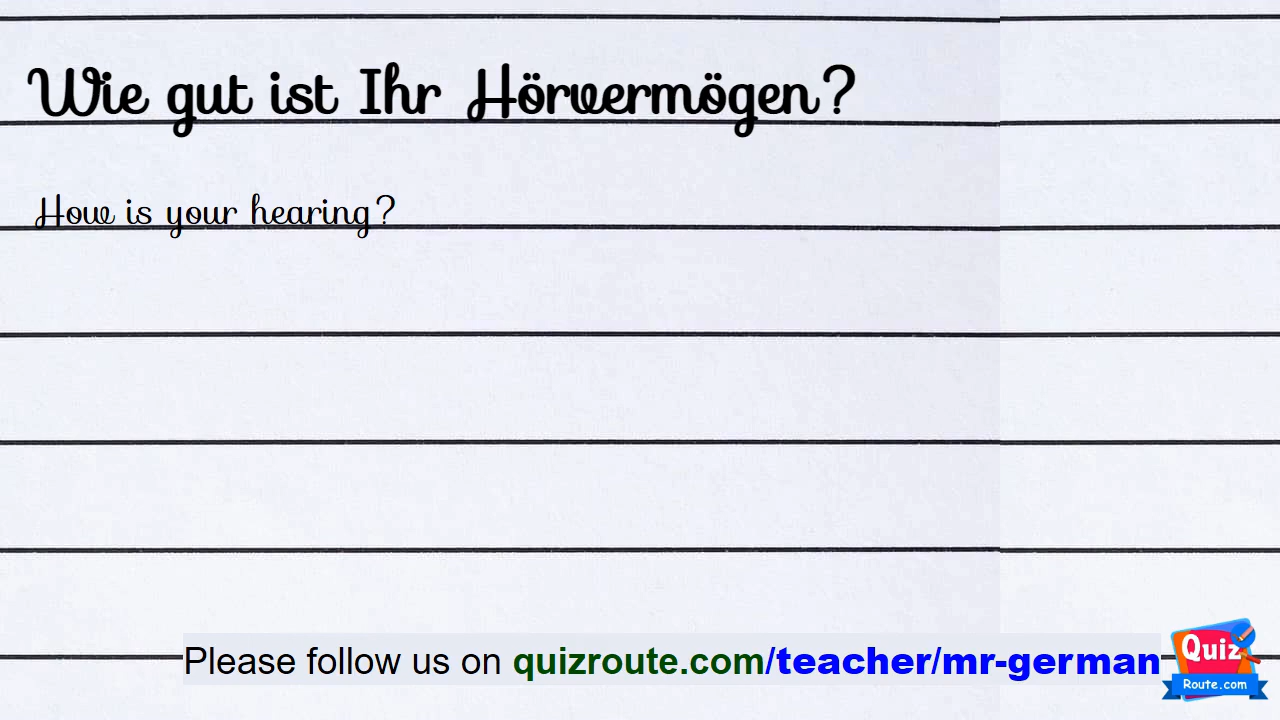 Wie gut ist Ihr Hörvermögen?
How is your hearing?
Please follow us on quizroute.com/teacher/mr-german
Quiz
Route.com